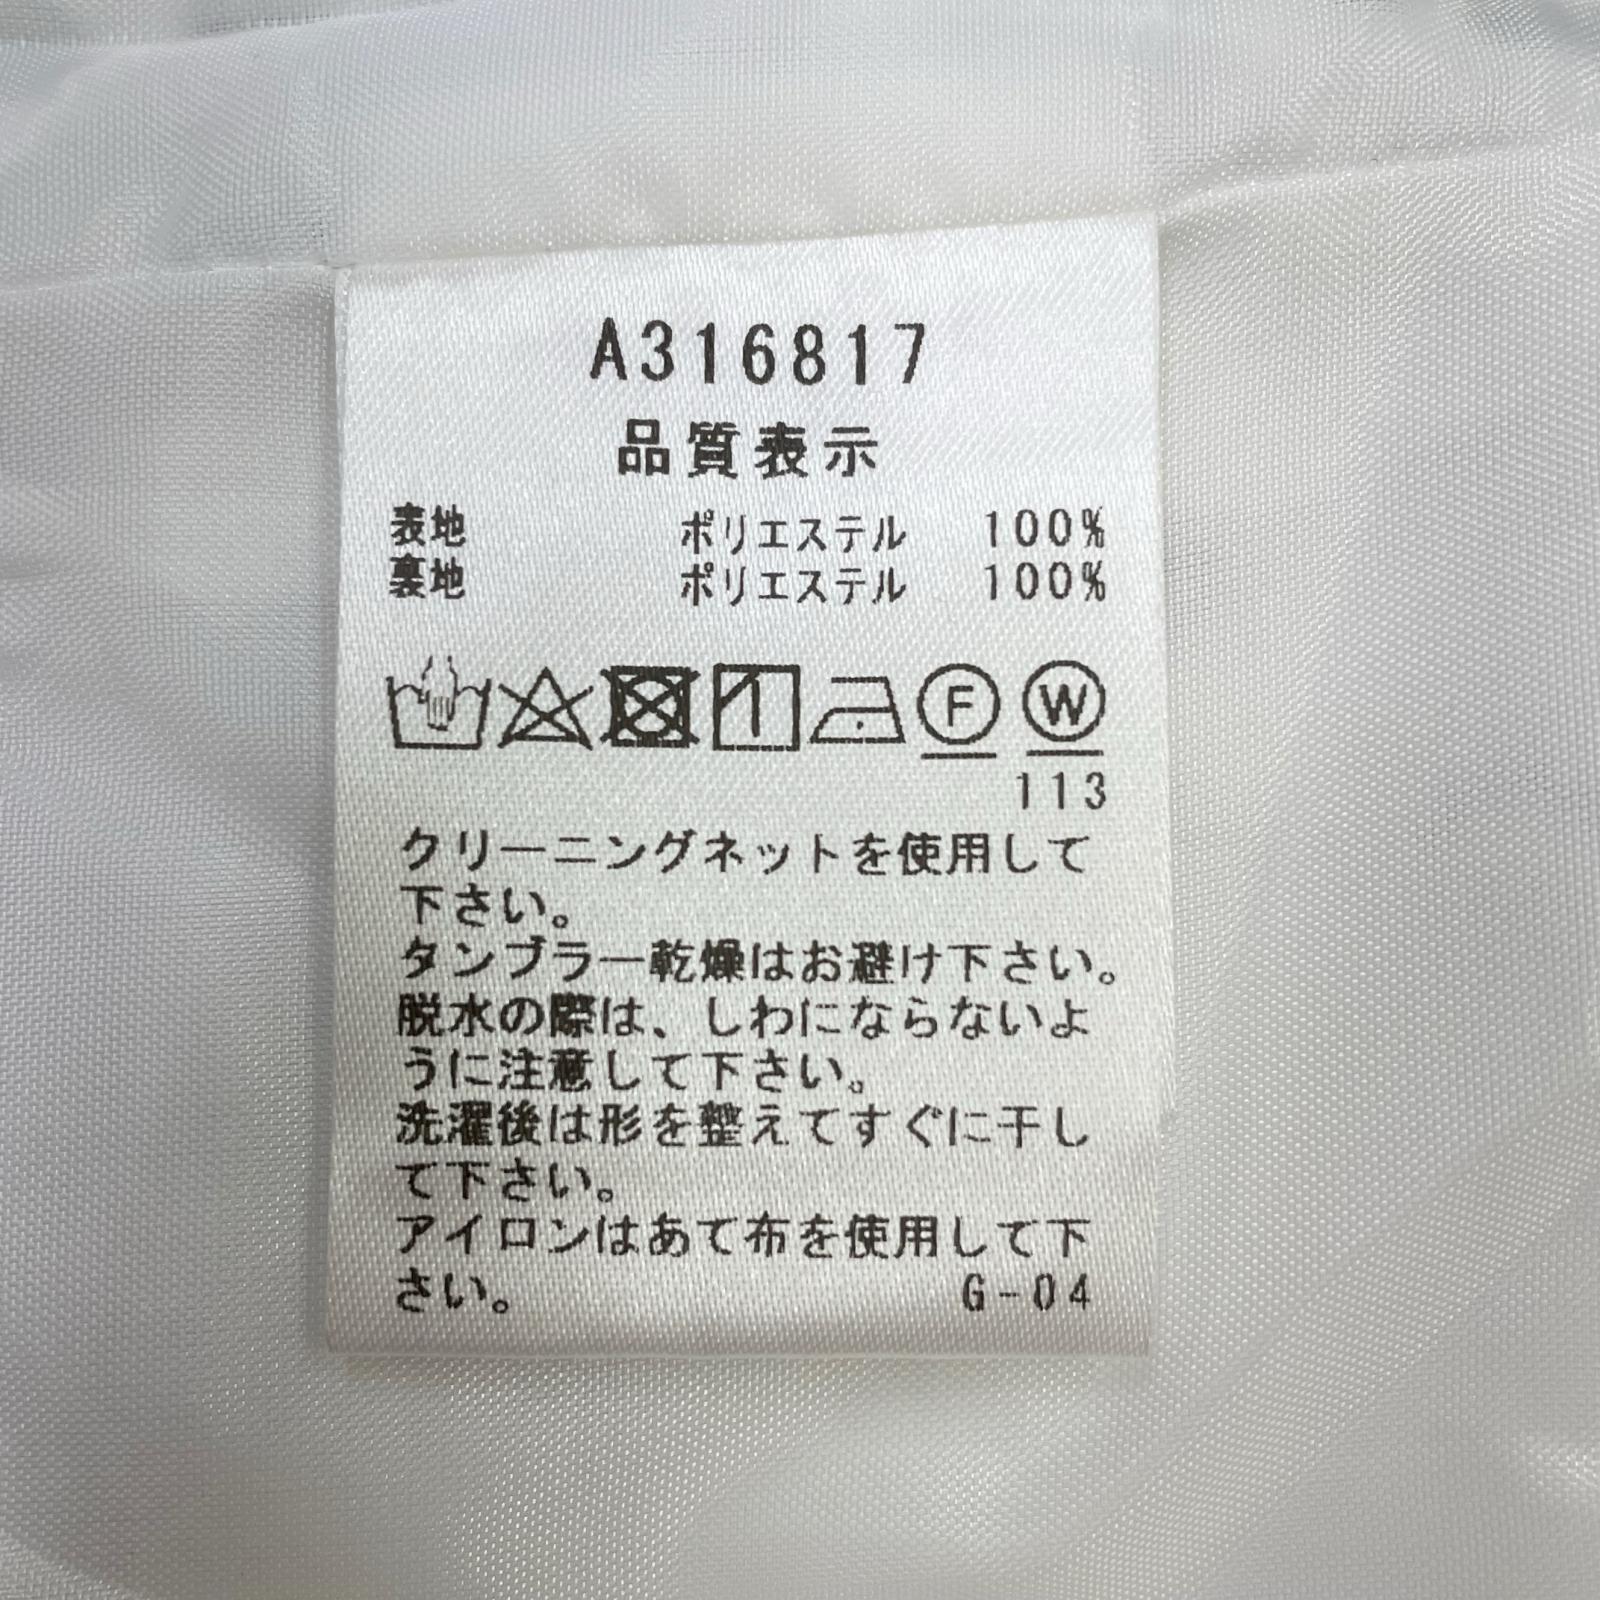 A316817
品質表示
表地 ポリエステル 100%
裏地 ポリエステル 100%
F W
113
クリーニングネットを使用して
下さい。
タンブラー乾燥はお避け下さい。
脱水の際は、しわにならないよ
うに注意して下さい。
洗濯後は形を整えてすぐに干し
て下さい。
アイロンはあて布を使用して下
さい。 G-04